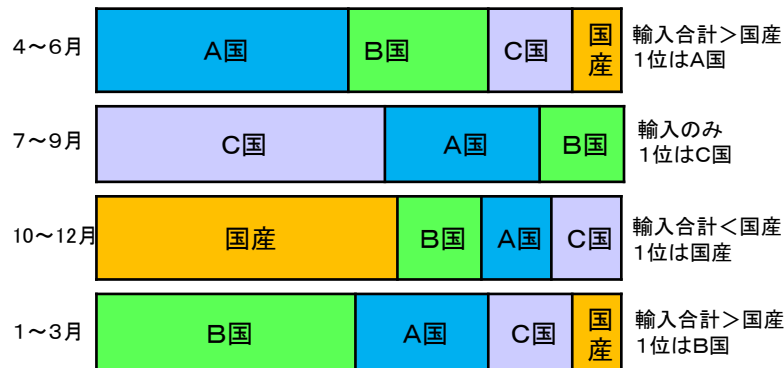 4~6月
A国
B国
C国
国
産
輸入合計>国産
1位はA国
7~9月
C国
A国
B国
輸入のみ
1位はC国
10~12月
国産
B国
A国
C国
輸入合計<国産
1位は国産
1~3月
B国
A国
C国
国
産
輸入合計>国産
1位はB国